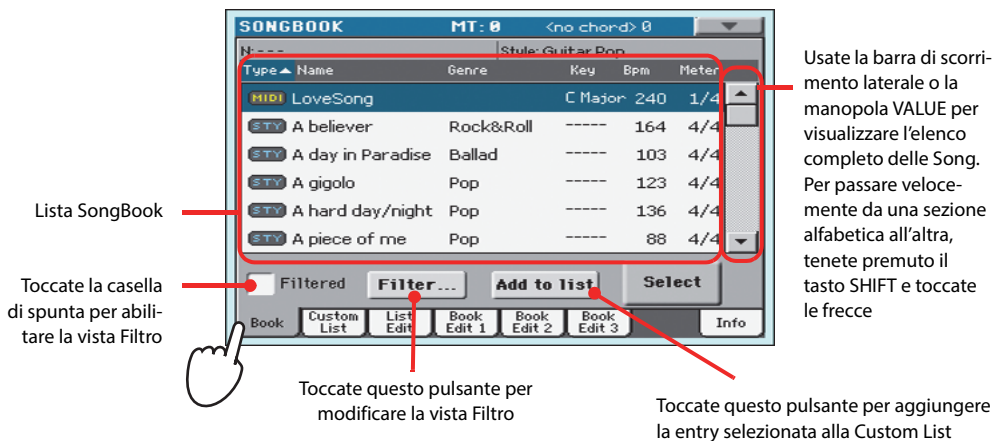 SONGBOOK MT: 0 <no chord> 0
N:--- Style: Guitar Pop
Type Name Genre Key Bpm Meter
MIDI LoveSong C Major 240 1/4
STY A believer Rock&Roll ----- 164 4/4
STY A day in Paradise Ballad ----- 103 4/4
STY A gigolo Pop ----- 123 4/4
STY A hard day/night Pop ----- 136 4/4
STY A piece of me Pop ----- 88 4/4
Filtered Filter... Add to list Select
Book Custom List List Edit Book Edit 1 Book Edit 2 Book Edit 3 Info
Lista SongBook
Toccate la casella
di spunta per abili-
tare la vista Filtro
Usate la barra di scorri-
mento laterale o la
manopola VALUE per
visualizzare l'elenco
completo delle Song.
Per passare veloce-
mente da una sezione
alfabetica all'altra,
tenete premuto il
tasto SHIFT e toccate
le frecce
Toccate questo pulsante per
modificare la vista Filtro
Toccate questo pulsante per aggiungere
la entry selezionata alla Custom List